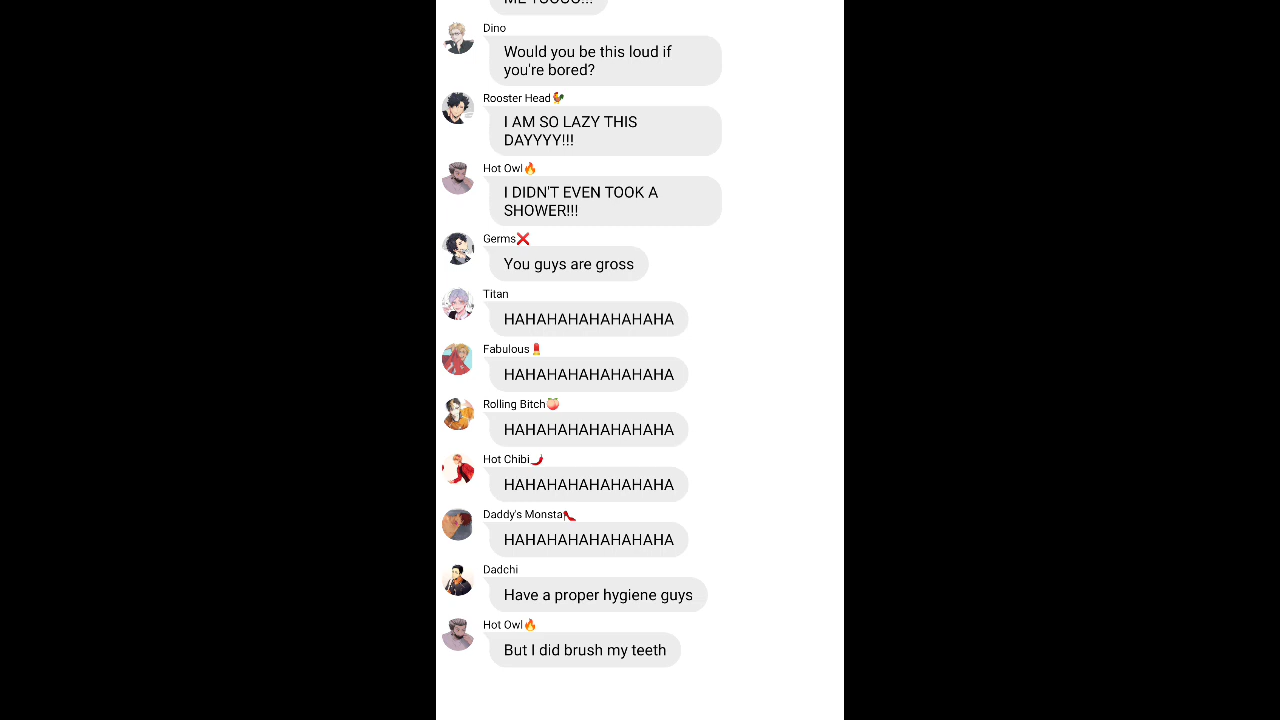 ME TOOOO!!!
Dino
Would you be this loud if
you're bored?
Rooster Head🐓
I AM SO LAZY THIS
DAYYYY!!!
Hot Owl🔥
I DIDN'T EVEN TOOK A
SHOWER!!!
Germs❌
You guys are gross
Titan
HAHAHAHAHAHAHAHA
Fabulous💄
HAHAHAHAHAHAHAHA
Rolling Bitch🍑
HAHAHAHAHAHAHAHA
Hot Chibi🌶️
HAHAHAHAHAHAHAHA
Daddy's Monsta👠
HAHAHAHAHAHAHAHA
Dadchi
Have a proper hygiene guys
Hot Owl🔥
But I did brush my teeth